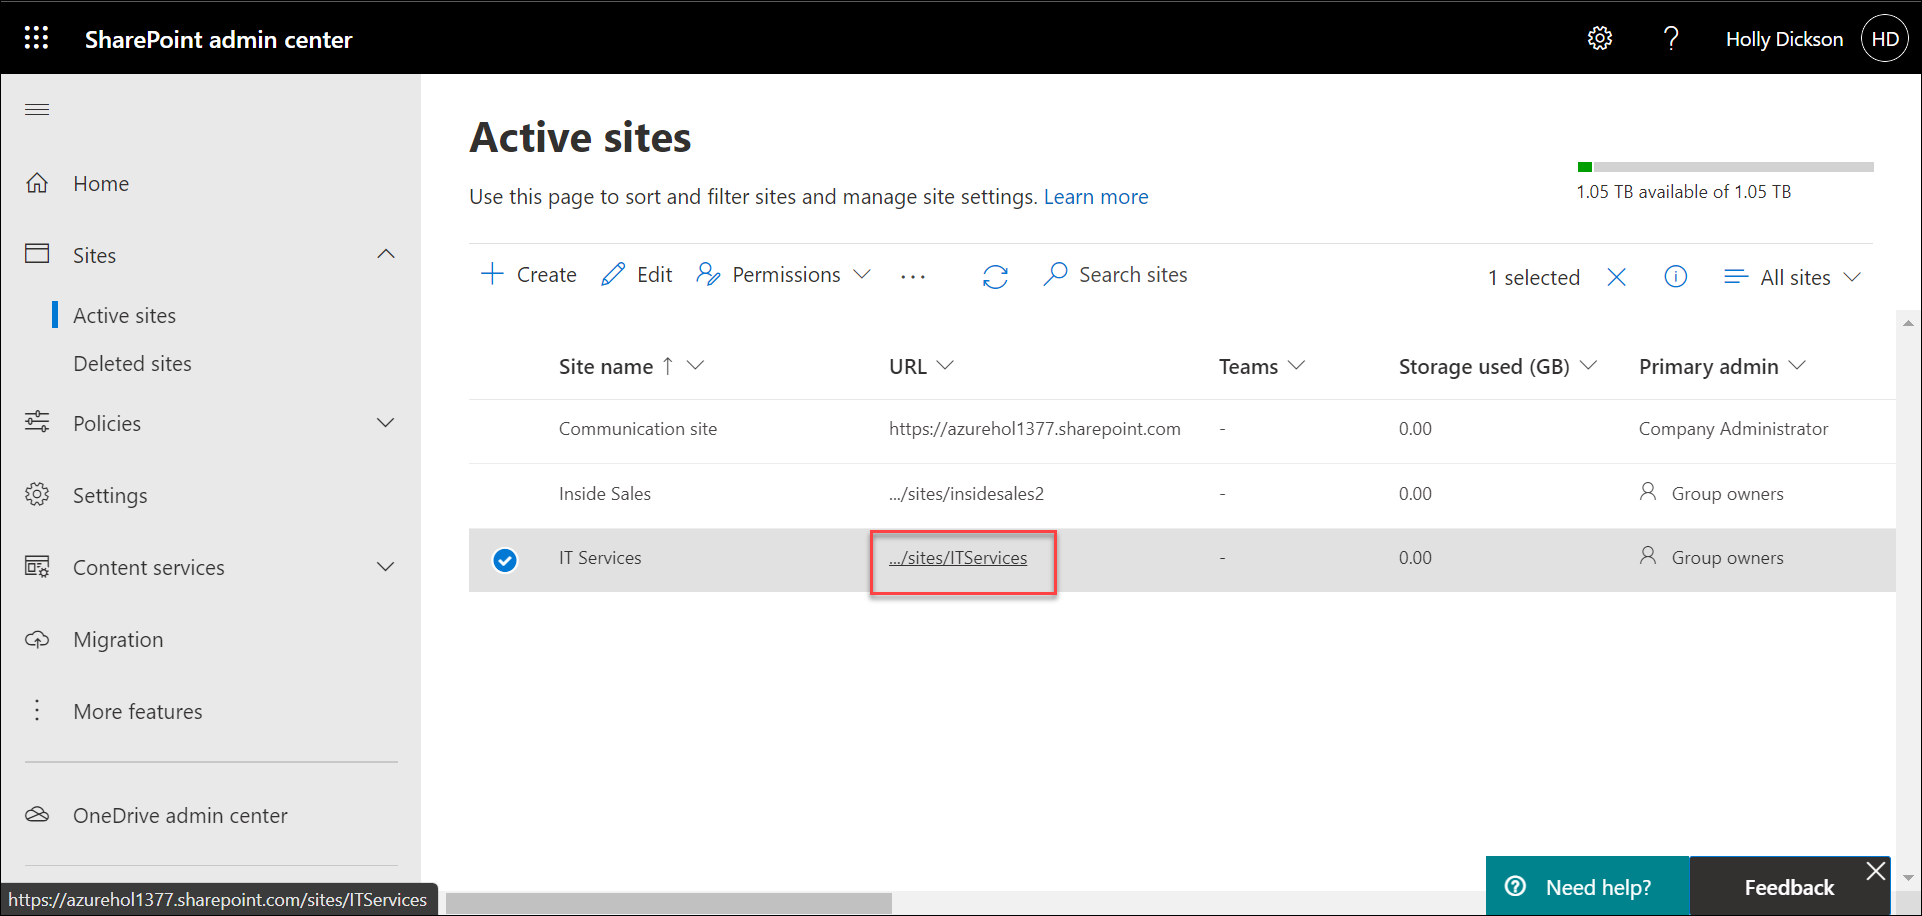 SharePoint admin center
Holly Dickson
HD
Home
Sites
Active sites
Deleted sites
Policies
Settings
Content services
Migration
More features
OneDrive admin center
https://azurehol1377.sharepoint.com/sites/ITServices
Active sites
Use this page to sort and filter sites and manage site settings. Learn more
1.05 TB available of 1.05 TB
Create Edit Permissions ... Search sites 1 selected All sites
Site name ↑ URL Teams Storage used (GB) Primary admin
Communication site https://azurehol1377.sharepoint.com - 0.00 Company Administrator
Inside Sales .../sites/insidesales2 - 0.00 Group owners
IT Services .../sites/ITServices - 0.00 Group owners
Need help?
Feedback